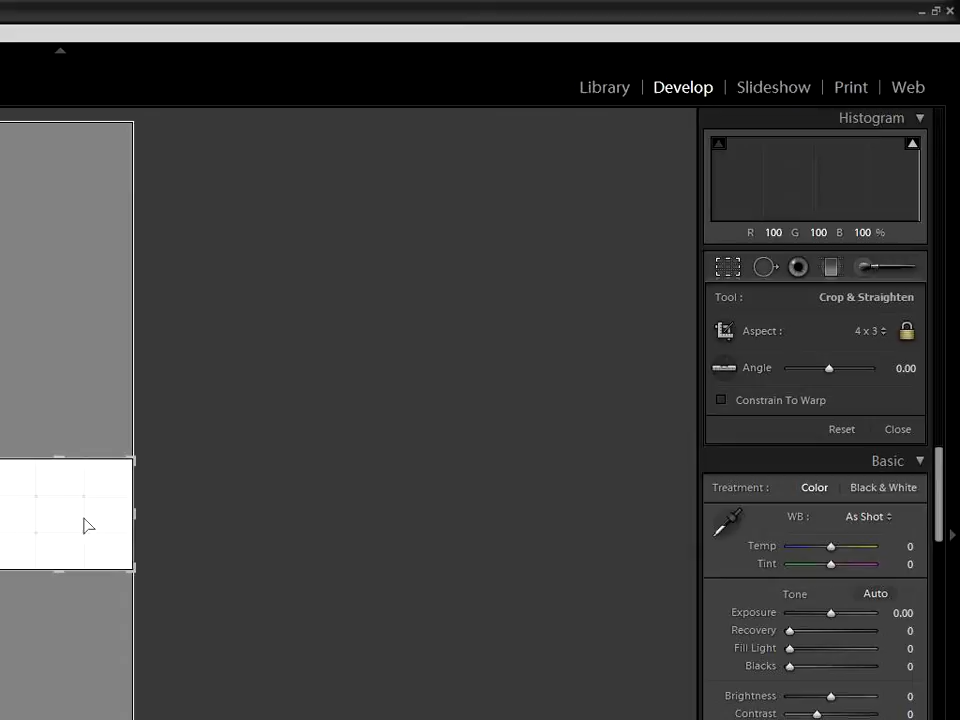 Library | Develop | Slideshow | Print | Web
Histogram
R 100 G 100 B 100 %
Tool : Crop & Straighten
Aspect : 4 x 3
Angle 0.00
Constrain To Warp
Reset Close
Basic
Treatment : Color Black & White
WB : As Shot
Temp 0
Tint 0
Tone Auto
Exposure 0.00
Recovery 0
Fill Light 0
Blacks 0
Brightness 0
Contrast 0